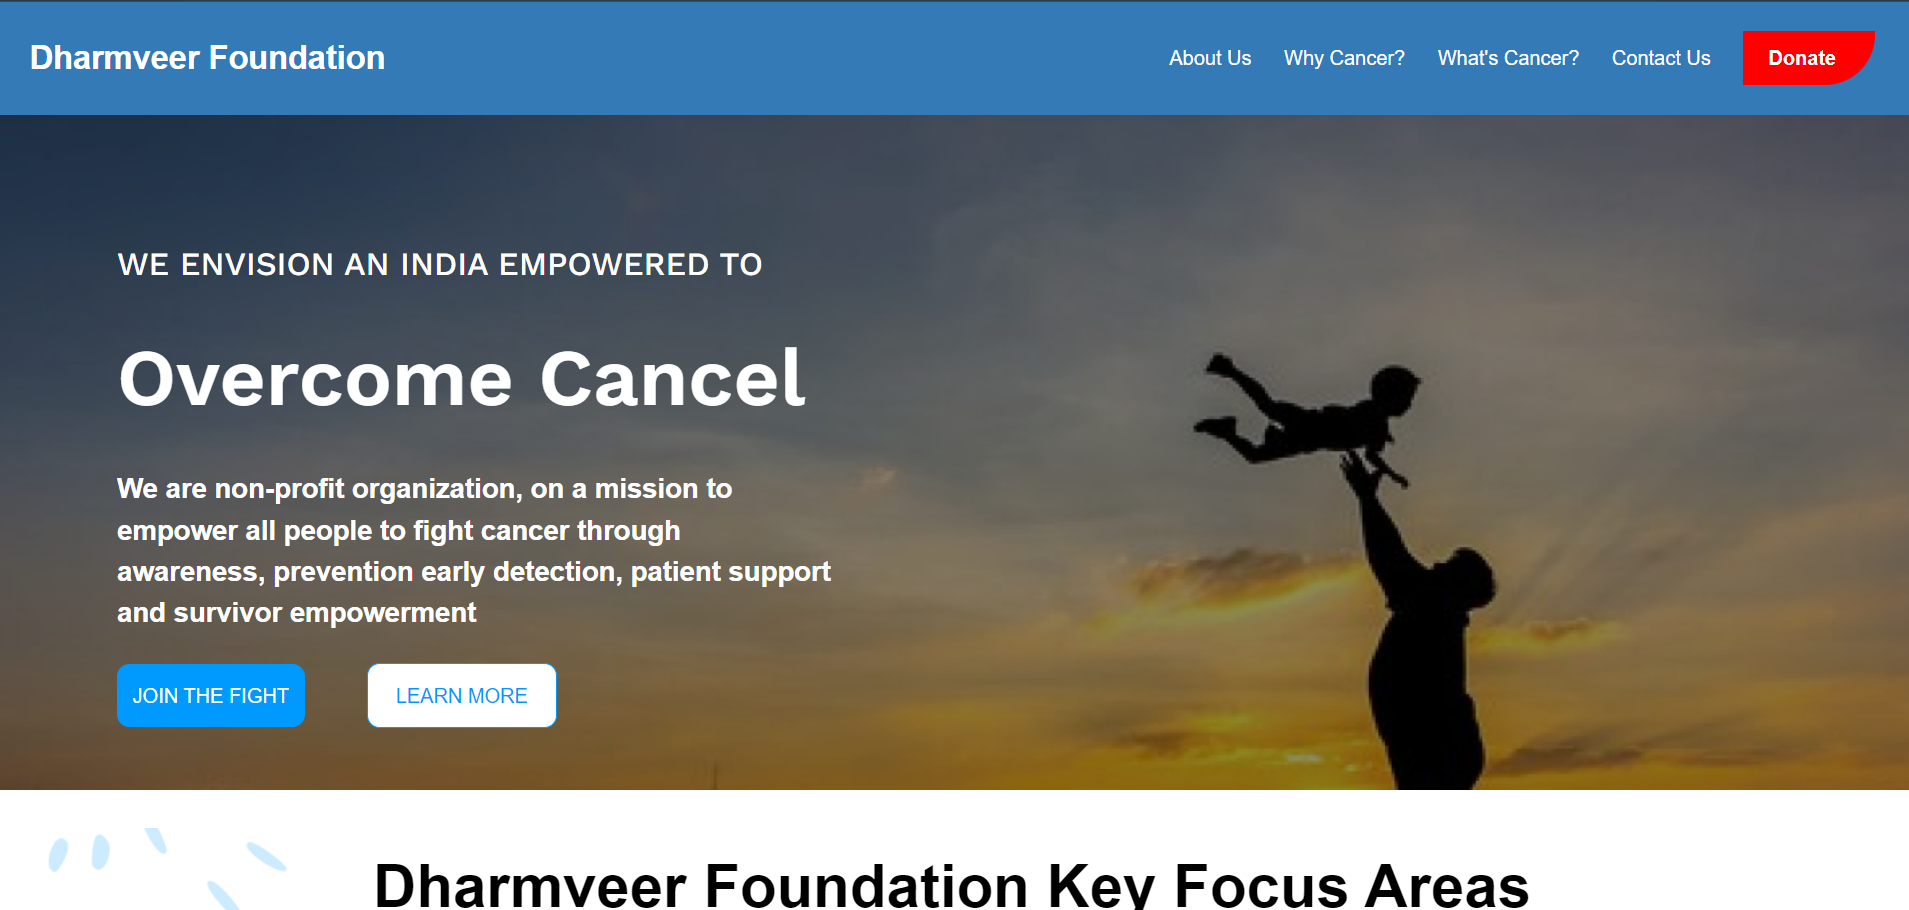 Dharmveer Foundation
About Us
Why Cancer?
What's Cancer?
Contact Us
Donate
WE ENVISION AN INDIA EMPOWERED TO
Overcome Cancel
We are non-profit organization, on a mission to
empower all people to fight cancer through
awareness, prevention early detection, patient support
and survivor empowerment
JOIN THE FIGHT
LEARN MORE
Dharmveer Foundation Key Focus Areas